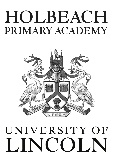 HOLBEACH
PRIMARY ACADEMY
UNIVERSITY OF
LINCOLN